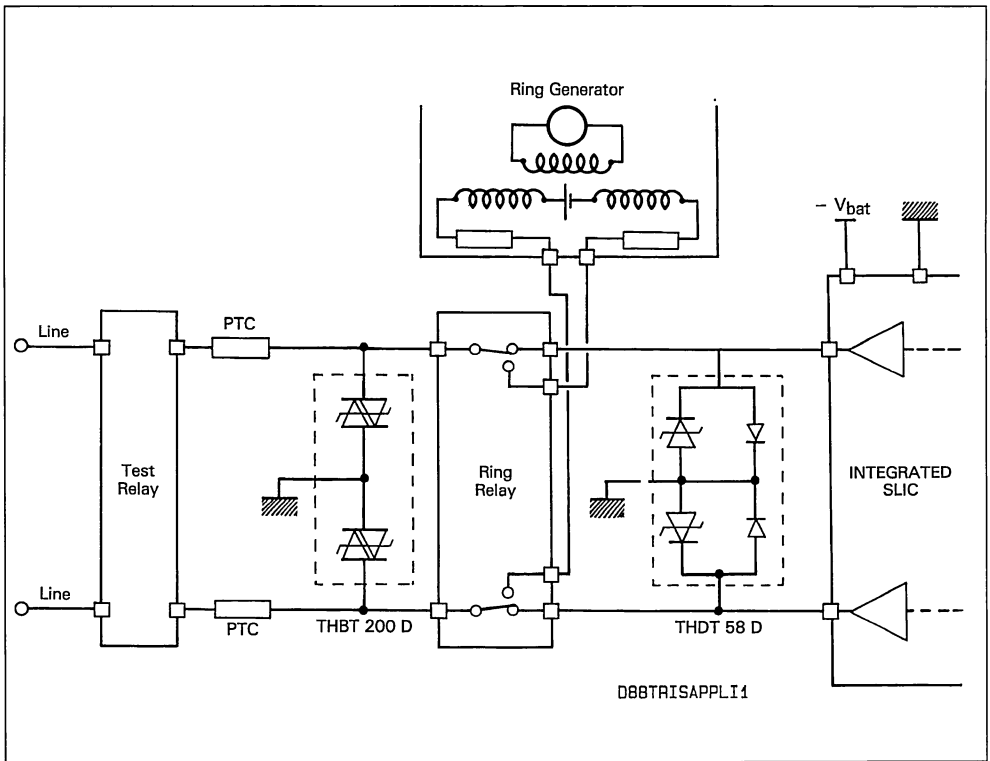 Ring Generator
– Vbat
Line
PTC
Test
Relay
Ring
Relay
INTEGRATED
SLIC
Line
PTC
THBT 200 D
THDT 58 D
D88TRISAPPLI1